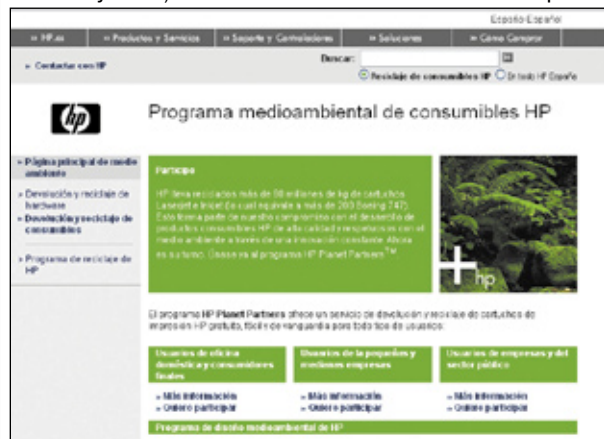 España-Español
» HP.es » Productos y Servicios » Soporte y Controladores » Soluciones » Cómo Comprar
» Contactar con HP
Buscar:
Reciclaje de consumibles HP En todo HP España
hp
Programa medioambiental de consumibles HP
» Página principal de medio ambiente
» Devolución y reciclaje de hardware
» Devolución y reciclaje de consumibles
» Programa de reciclaje de HP
Participe
HP lleva reciclados más de 80 millones de kg de cartuchos
Laserjet e Inkjet (lo cual equivale a más de 200 Boeing 747).
Esto forma parte de nuestro compromiso con el desarrollo de
productos consumibles HP de alta calidad y respetuosos con el
medio ambiente a través de una innovación constante. Ahora
es su turno. Únase ya al programa HP Planet Partners™
+hp
El programa HP Planet Partners ofrece un servicio de devolución y reciclaje de cartuchos de
impresión HP gratuito, fácil y de vanguardia para todo tipo de usuarios:
Usuarios de oficina doméstica y consumidores finales
» Más información
» Quiero participar
Usuarios de la pequeñas y medianas empresas
» Más información
» Quiero participar
Usuarios de empresas y del sector público
» Más información
» Quiero participar
Programa de diseño medioambiental de HP